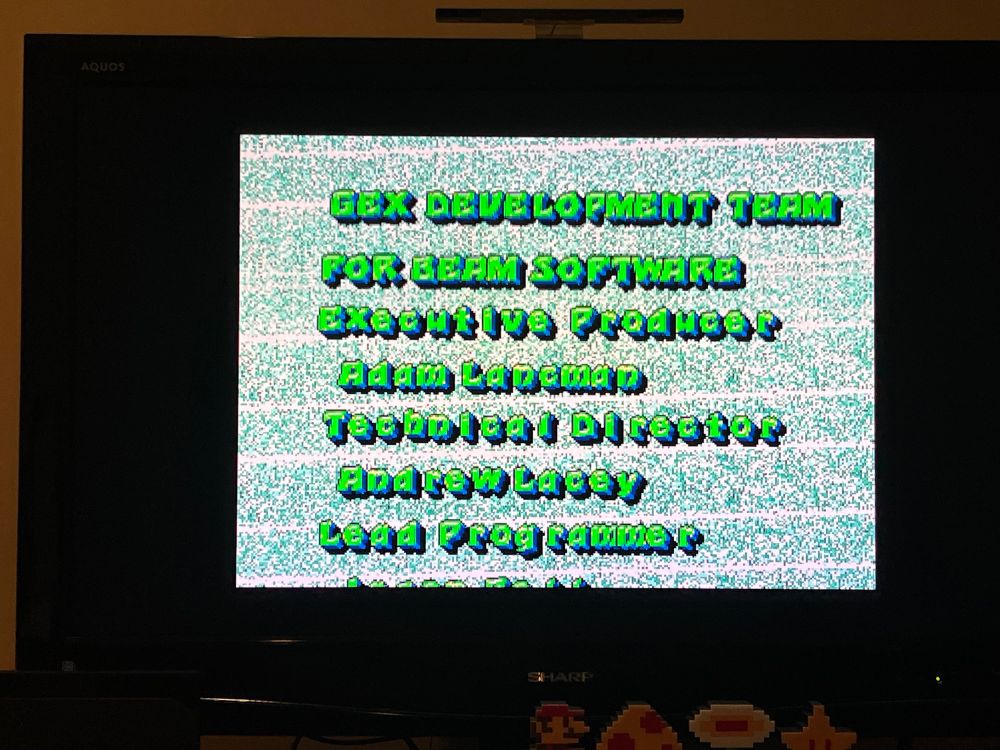 AQUOS
GEX DEVELOPMENT TEAM
FOR BEAM SOFTWARE
Executive Producer
Adam Lancman
Technical Director
Andrew Lacey
Lead Programmer
SHARP